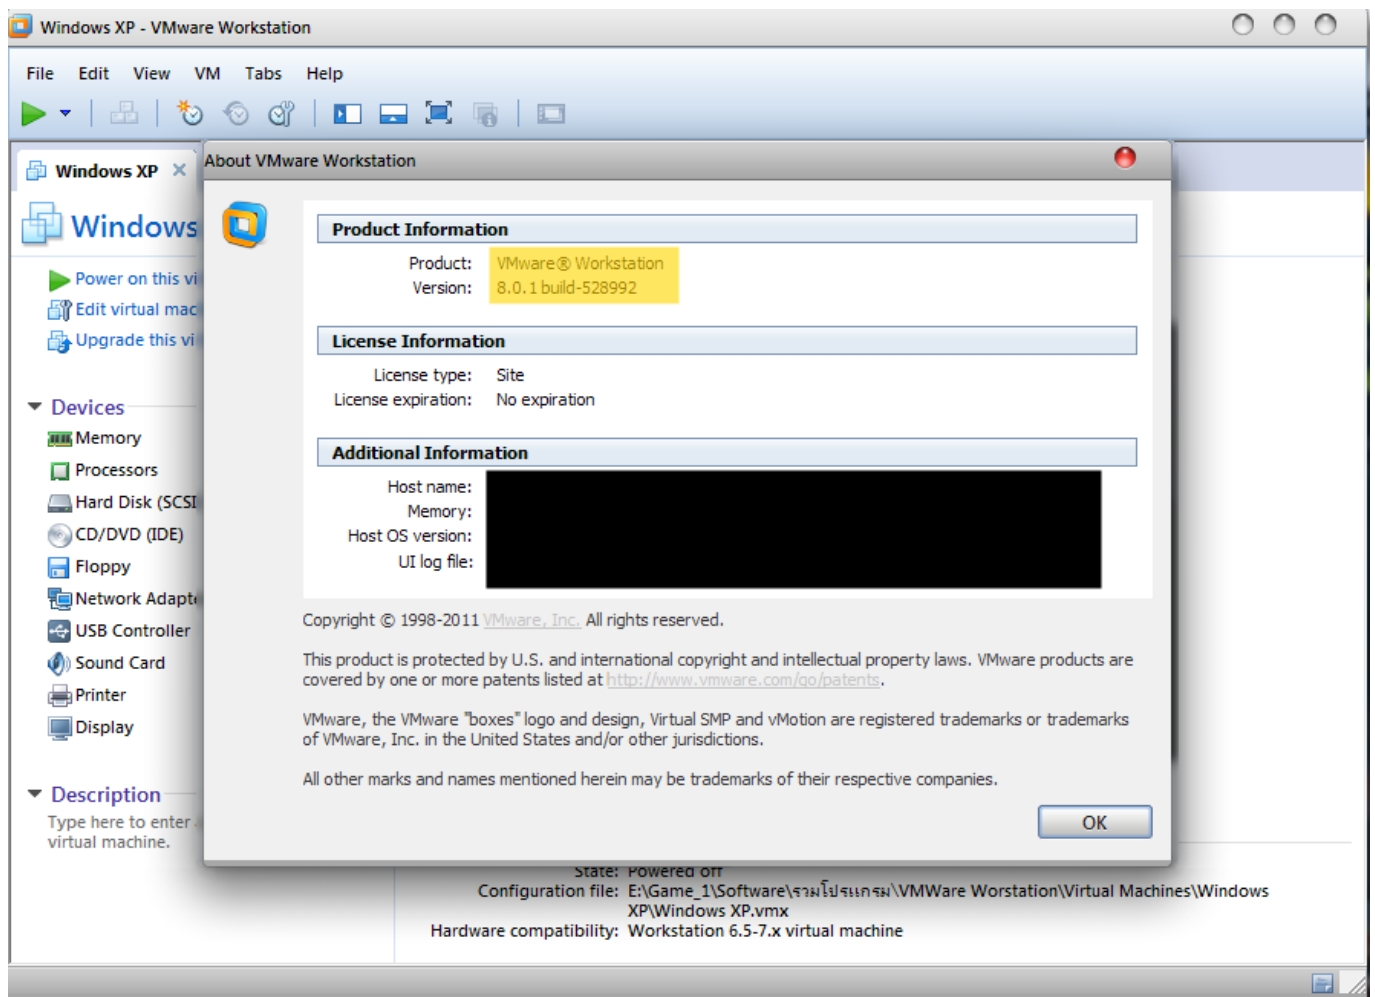 Windows XP - VMware Workstation
File Edit View VM Tabs Help
Windows XP
About VMware Workstation
Windows
Power on this vi
Edit virtual mac
Upgrade this vi
Devices
Memory
Processors
Hard Disk (SCSI
CD/DVD (IDE)
Floppy
Network Adapt
USB Controller
Sound Card
Printer
Display
Description
Type here to enter
virtual machine.
Product Information
Product: VMware® Workstation
Version: 8.0.1 build-528992
License Information
License type: Site
License expiration: No expiration
Additional Information
Host name:
Memory:
Host OS version:
UI log file:
Copyright © 1998-2011 VMware, Inc. All rights reserved.
This product is protected by U.S. and international copyright and intellectual property laws. VMware products are
covered by one or more patents listed at http://www.vmware.com/go/patents.
VMware, the VMware "boxes" logo and design, Virtual SMP and vMotion are registered trademarks or trademarks
of VMware, Inc. in the United States and/or other jurisdictions.
All other marks and names mentioned herein may be trademarks of their respective companies.
OK
State: Powered off
Configuration file: E:\Game_1\Software\รวมโปรแกรม\VMWare Worstation\Virtual Machines\Windows
XP\Windows XP.vmx
Hardware compatibility: Workstation 6.5-7.x virtual machine